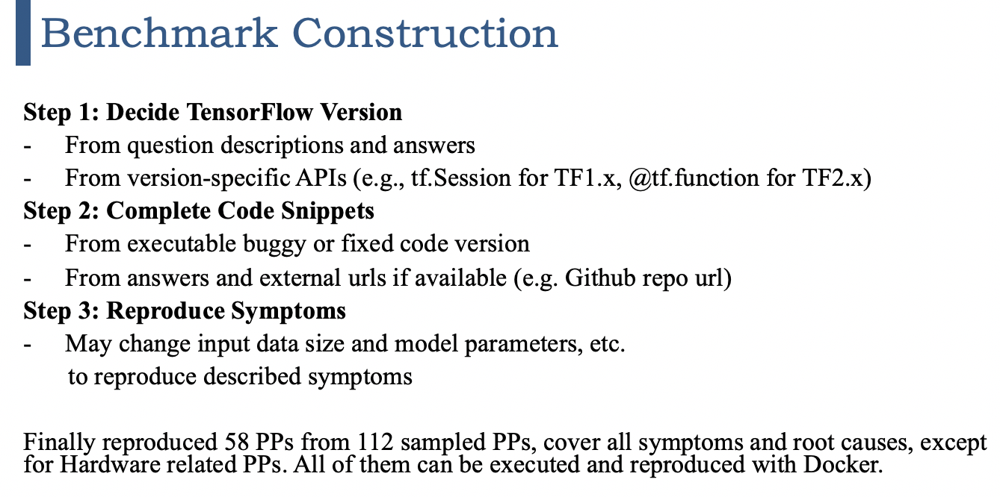 Benchmark Construction
Step 1: Decide TensorFlow Version
- From question descriptions and answers
- From version-specific APIs (e.g., tf.Session for TF1.x, @tf.function for TF2.x)
Step 2: Complete Code Snippets
- From executable buggy or fixed code version
- From answers and external urls if available (e.g. Github repo url)
Step 3: Reproduce Symptoms
- May change input data size and model parameters, etc.
to reproduce described symptoms
Finally reproduced 58 PPs from 112 sampled PPs, cover all symptoms and root causes, except
for Hardware related PPs. All of them can be executed and reproduced with Docker.